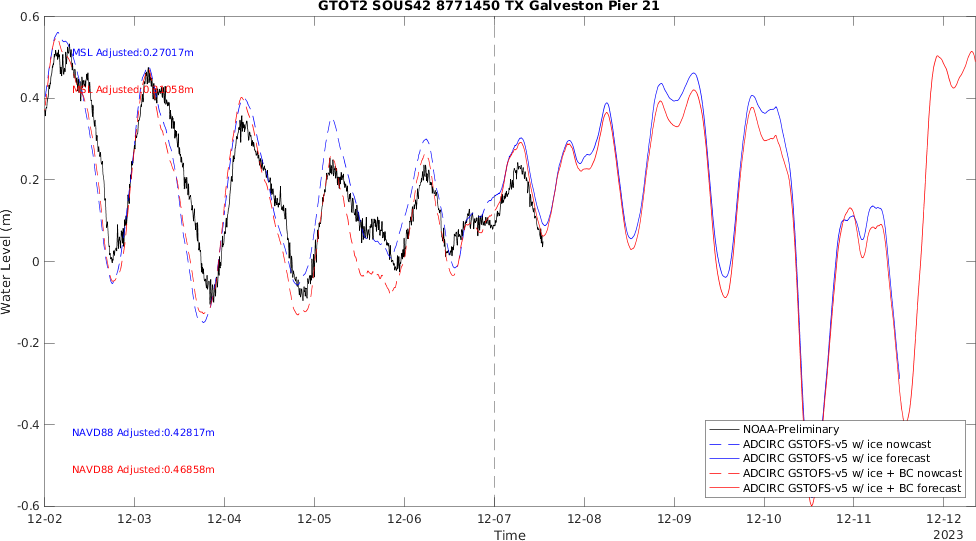 GTOT2 SOUS42 8771450 TX Galveston Pier 21
Water Level (m)
0.6
0.4
0.2
0
-0.2
-0.4
-0.6
MSL Adjusted:0.27017m
MSL Adjusted:0.31058m
NAVD88 Adjusted:0.42817m
NAVD88 Adjusted:0.46858m
NOAA-Preliminary
ADCIRC GSTOFS-v5 w/ ice nowcast
ADCIRC GSTOFS-v5 w/ ice forecast
ADCIRC GSTOFS-v5 w/ ice + BC nowcast
ADCIRC GSTOFS-v5 w/ ice + BC forecast
12-02 12-03 12-04 12-05 12-06 12-07 12-08 12-09 12-10 12-11 12-12
Time
2023